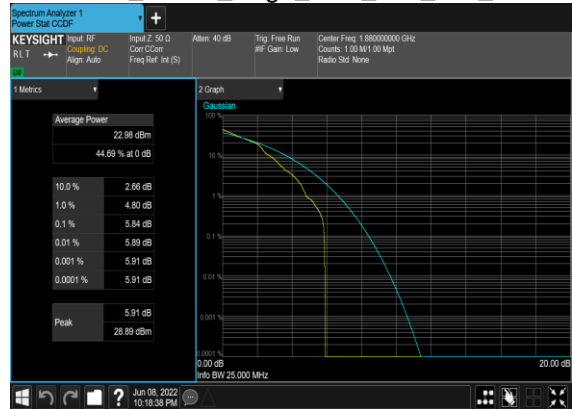 Spectrum Analyzer 1
Power Stat CCDF
KEYSIGHT
RLT
Input: RF
Coupling: DC
Align: Auto
Input Z: 50 Ω
Corr CCorr
Freq Ref: Int (S)
Atten: 40 dB
Trig: Free Run
#IF Gain: Low
Center Freq: 1.880000000 GHz
Counts: 1.00 M/1.00 Mpt
Radio Std: None
1 Metrics
Average Power
22.98 dBm
44.69 % at 0 dB
10.0 % 2.66 dB
1.0 % 4.80 dB
0.1 % 5.84 dB
0.01 % 5.89 dB
0.001 % 5.91 dB
0.0001 % 5.91 dB
Peak
5.91 dB
28.89 dBm
2 Graph
Gaussian
100 %
10 %
1 %
0.1 %
0.01 %
0.001 %
0.0001 %
0.00 dB 20.00 dB
Info BW 25.000 MHz
?
Jun 08, 2022
10:18:38 PM